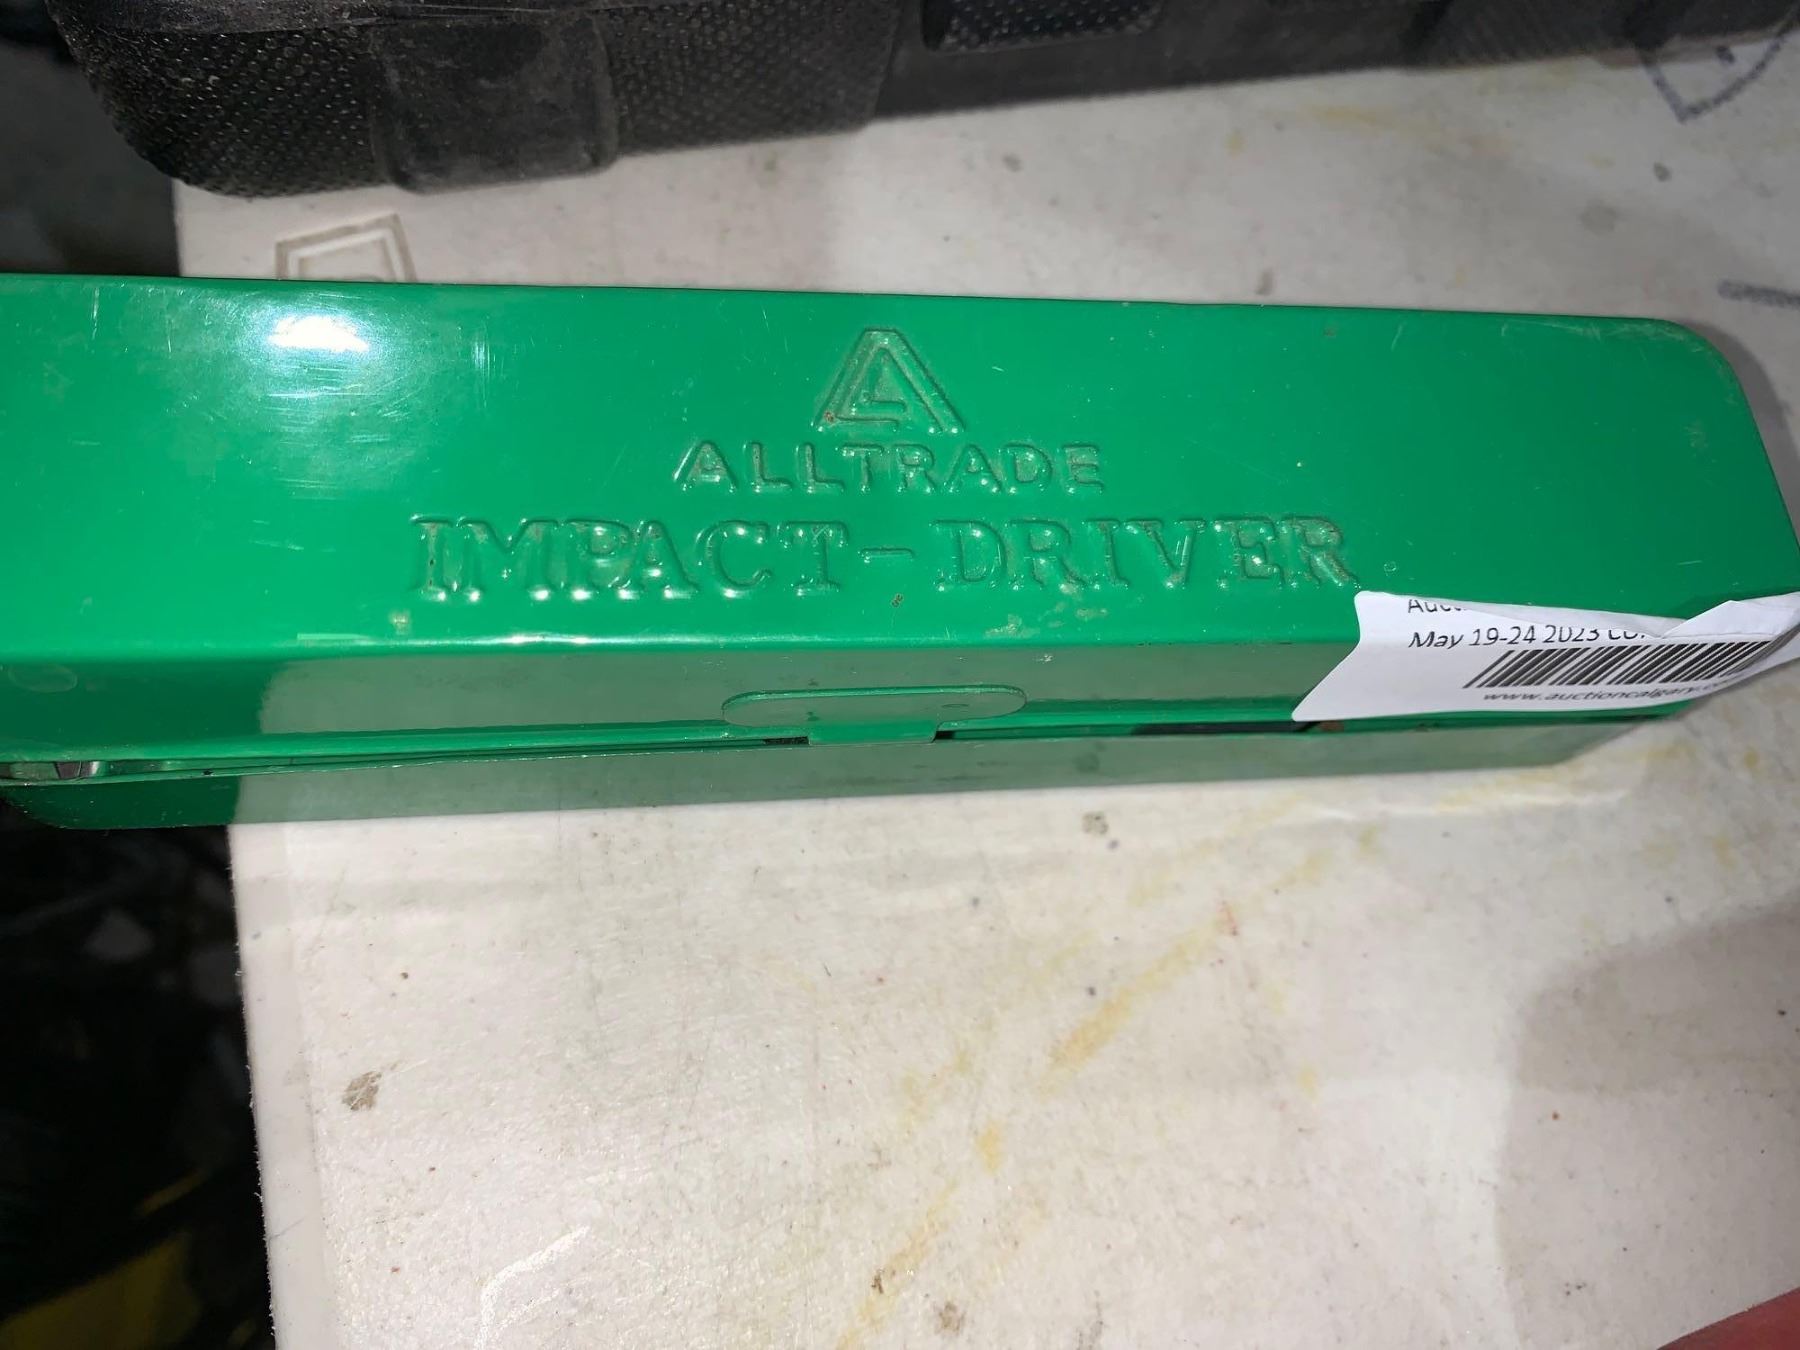 ALLTRADE
IMPACT-DRIVER
May 19-24 2023
www.auctioncalgary.